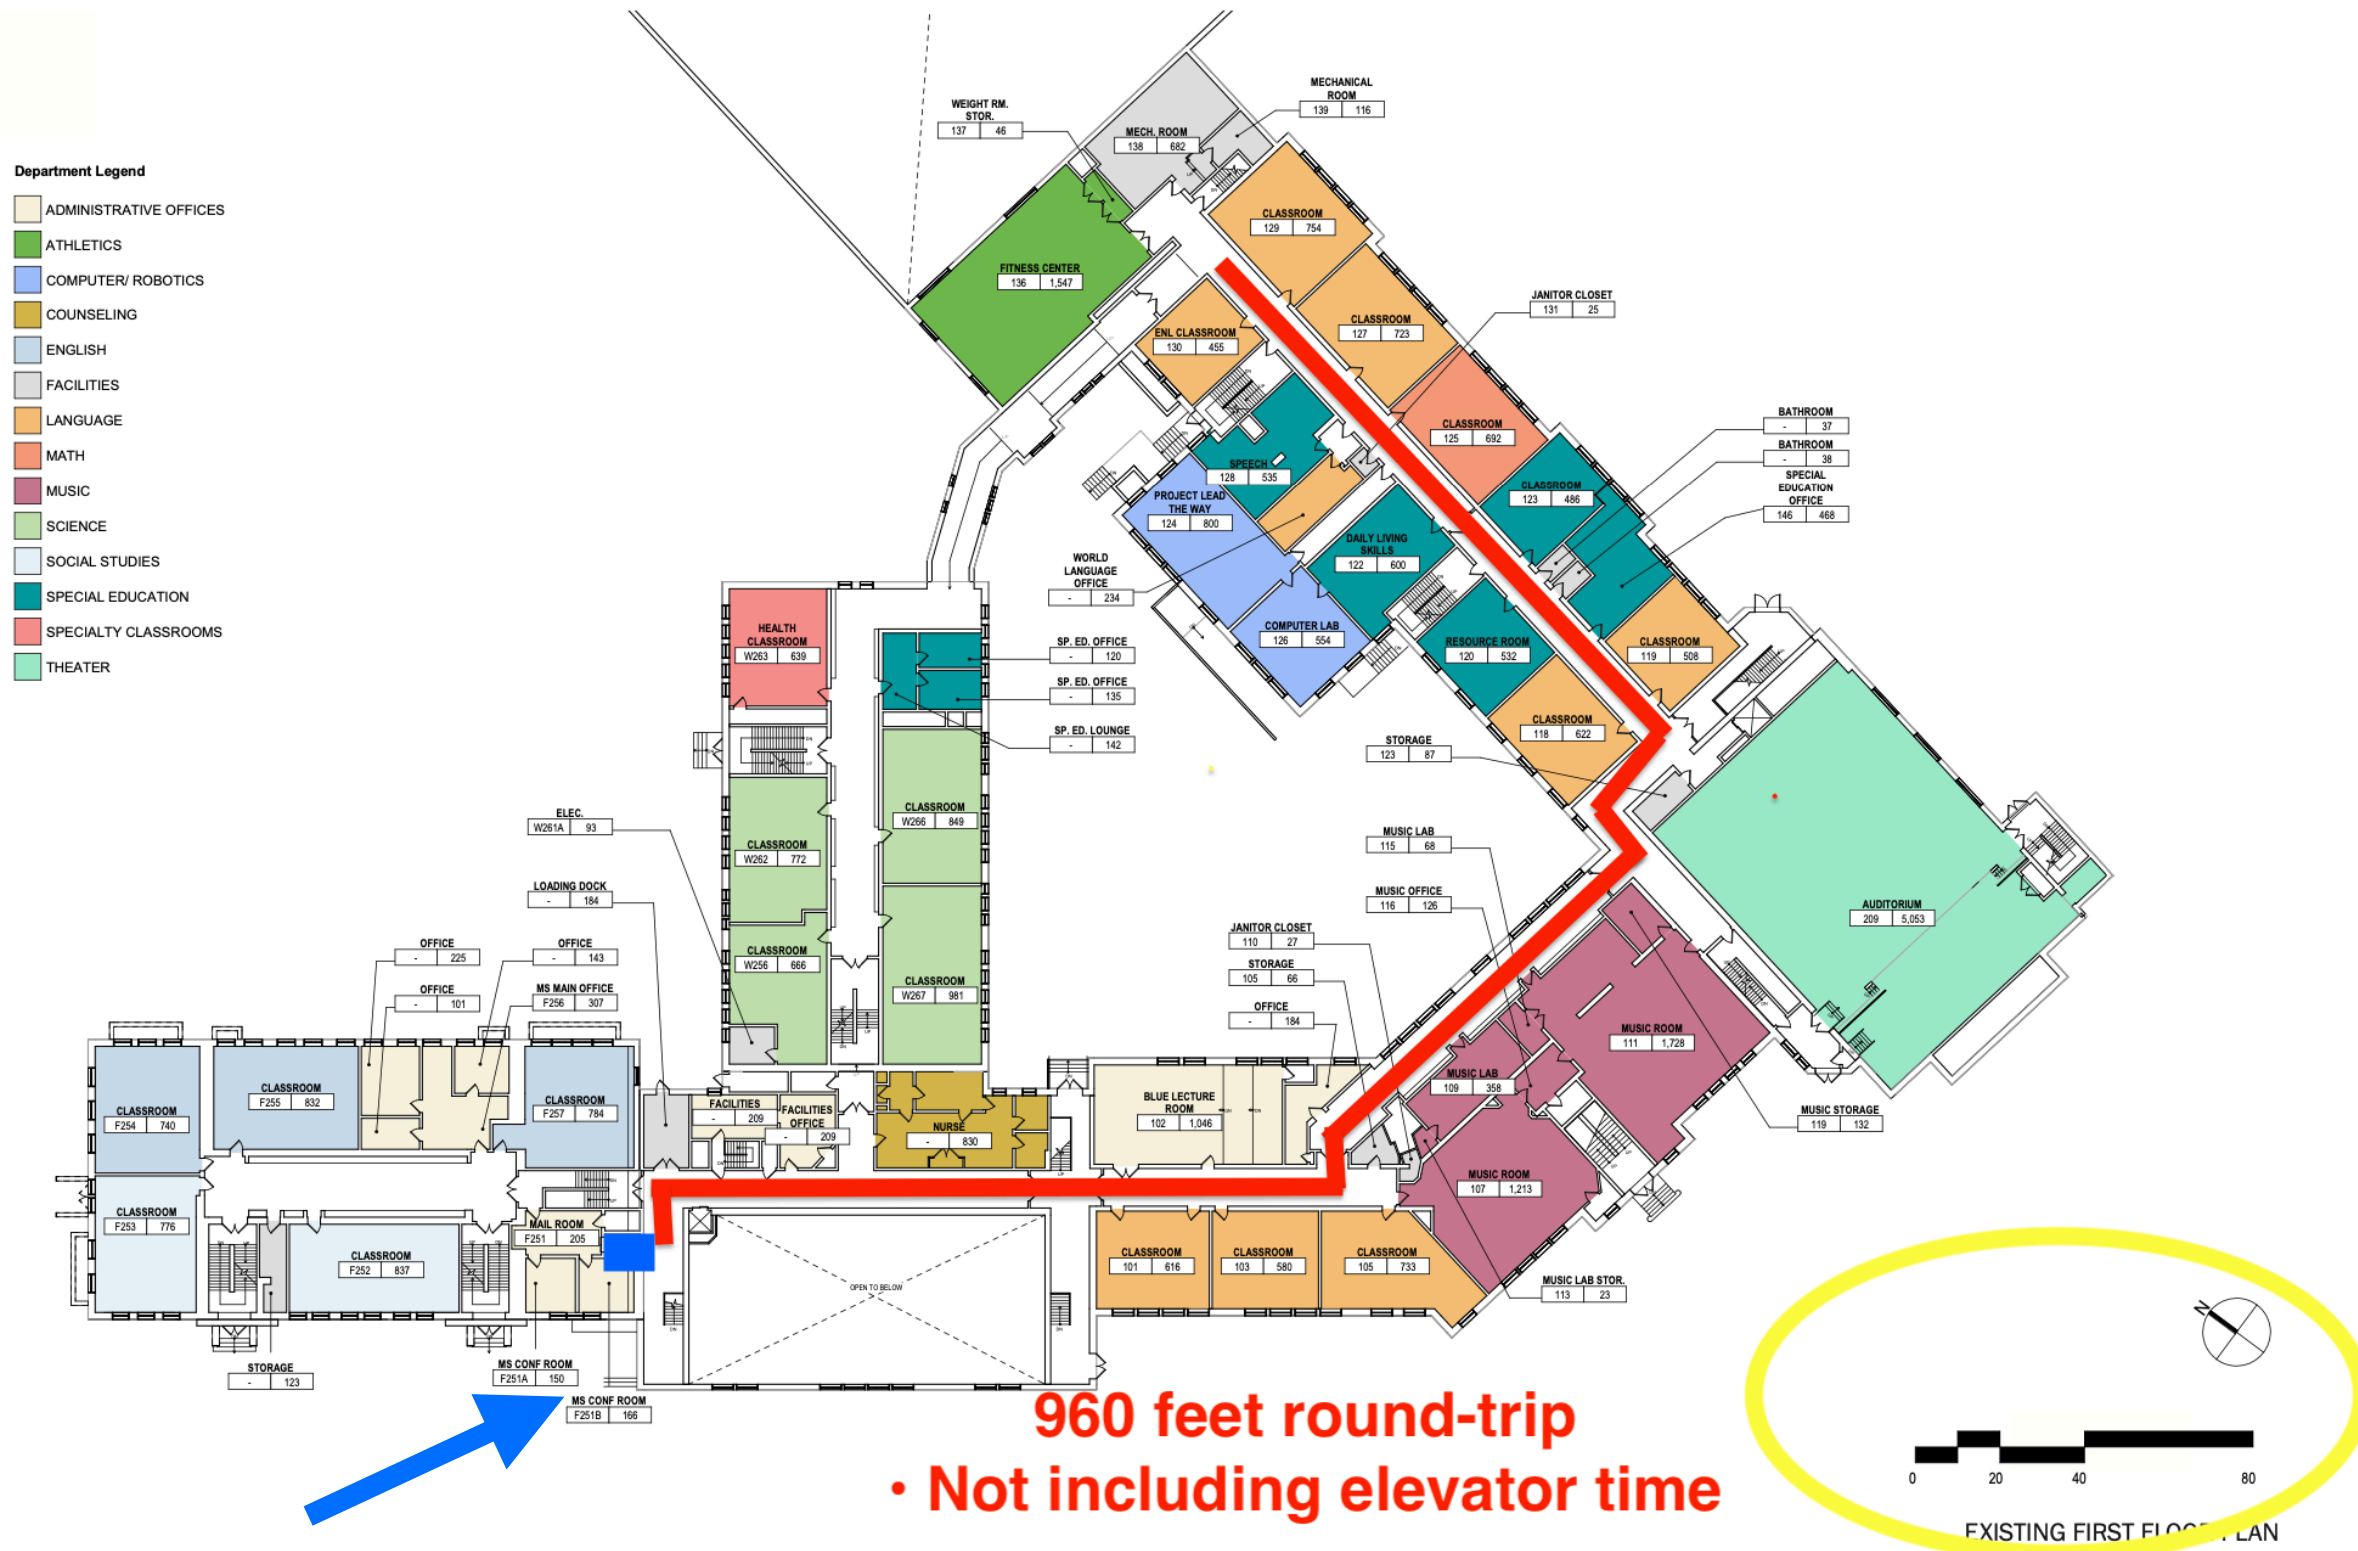 Department Legend
ADMINISTRATIVE OFFICES
ATHLETICS
COMPUTER/ ROBOTICS
COUNSELING
ENGLISH
FACILITIES
LANGUAGE
MATH
MUSIC
SCIENCE
SOCIAL STUDIES
SPECIAL EDUCATION
SPECIALTY CLASSROOMS
THEATER
MECHANICAL
ROOM
139 116
WEIGHT RM.
STOR.
137 46
MECH. ROOM
138 682
CLASSROOM
129 754
FITNESS CENTER
136 1,547
JANITOR CLOSET
131 25
CLASSROOM
127 723
ENL CLASSROOM
130 455
BATHROOM
- 37
BATHROOM
- 38
SPECIAL
EDUCATION
OFFICE
146 468
CLASSROOM
125 692
SPEECH
128 535
CLASSROOM
123 486
PROJECT LEAD
THE WAY
124 800
DAILY LIVING
SKILLS
122 600
WORLD
LANGUAGE
OFFICE
- 234
COMPUTER LAB
126 554
RESOURCE ROOM
120 532
CLASSROOM
119 508
HEALTH
CLASSROOM
W263 639
SP. ED. OFFICE
- 120
SP. ED. OFFICE
- 135
SP. ED. LOUNGE
- 142
CLASSROOM
118 622
STORAGE
123 87
ELEC.
W261A 93
CLASSROOM
W266 849
CLASSROOM
W262 772
MUSIC LAB
115 68
LOADING DOCK
- 184
MUSIC OFFICE
116 126
AUDITORIUM
209 5,053
JANITOR CLOSET
110 27
OFFICE
- 225
OFFICE
- 143
CLASSROOM
W256 666
STORAGE
105 66
OFFICE
- 101
MS MAIN OFFICE
F256 307
CLASSROOM
W267 981
OFFICE
- 184
MUSIC ROOM
111 1,728
CLASSROOM
F255 832
CLASSROOM
F257 784
CLASSROOM
F254 740
FACILITIES
- 209
FACILITIES
OFFICE
- 209
NURSE
- 830
BLUE LECTURE
ROOM
102 1,046
MUSIC LAB
109 358
MUSIC STORAGE
119 132
MUSIC ROOM
107 1,213
CLASSROOM
F253 776
MAIL ROOM
F251 205
CLASSROOM
F252 837
CLASSROOM
101 616
CLASSROOM
103 580
CLASSROOM
105 733
OPEN TO BELOW
MUSIC LAB STOR.
113 23
N
STORAGE
- 123
MS CONF ROOM
F251A 150
MS CONF ROOM
F251B 166
960 feet round-trip
• Not including elevator time
0 20 40 80
EXISTING FIRST FLOOR PLAN